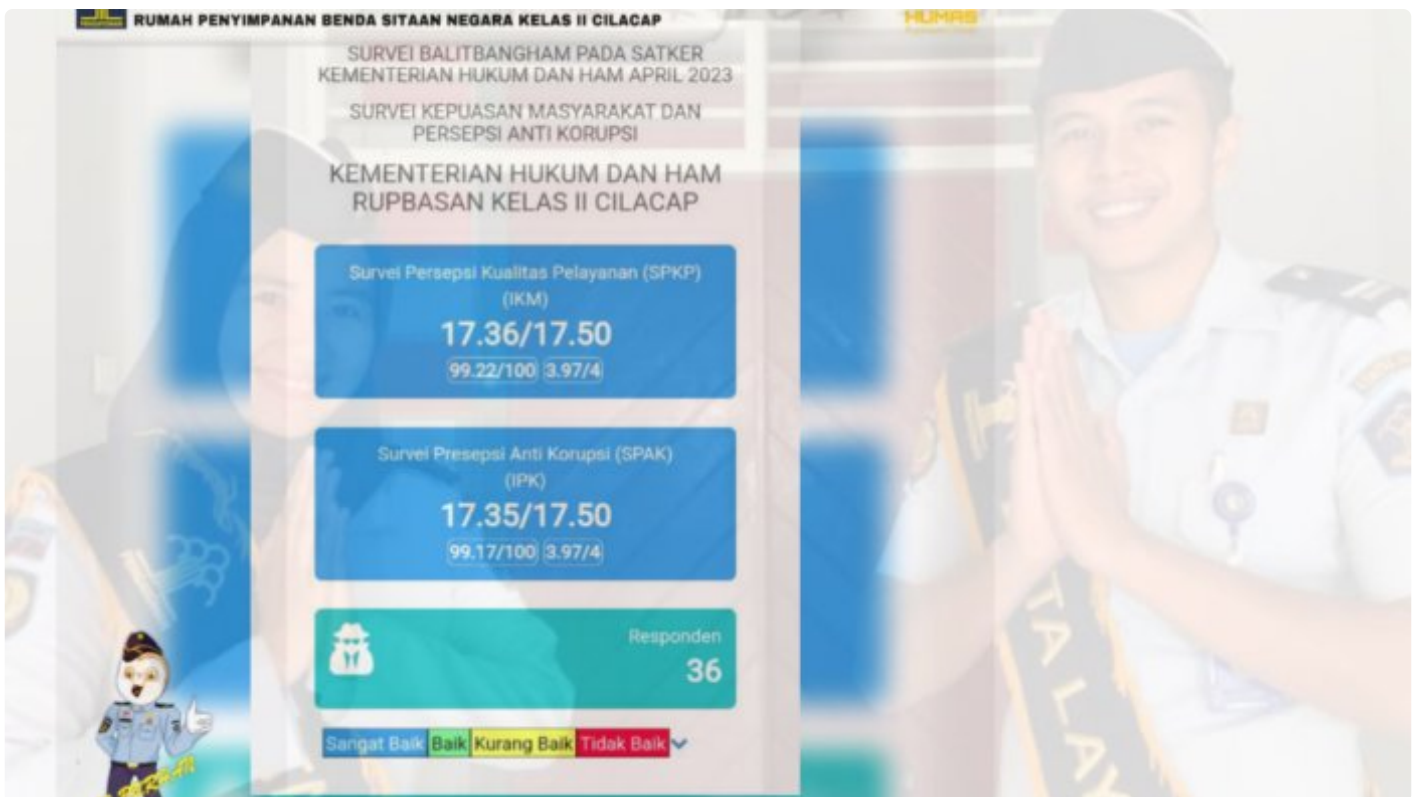 RUMAH PENYIMPANAN BENDA SITAAN NEGARA KELAS II CILACAP
HUMAS
SURVEI BALITBANGHAM PADA SATKER
KEMENTERIAN HUKUM DAN HAM APRIL 2023
SURVEI KEPUASAN MASYARAKAT DAN
PERSEPSI ANTI KORUPSI
KEMENTERIAN HUKUM DAN HAM
RUPBASAN KELAS II CILACAP
Survei Persepsi Kualitas Pelayanan (SPKP)
(IKM)
17.36/17.50
99.22/100 3.97/4
Survei Presepsi Anti Korupsi (SPAK)
(IPK)
17.35/17.50
99.17/100 3.97/4
Responden
36
Sangat Baik Baik Kurang Baik Tidak Baik